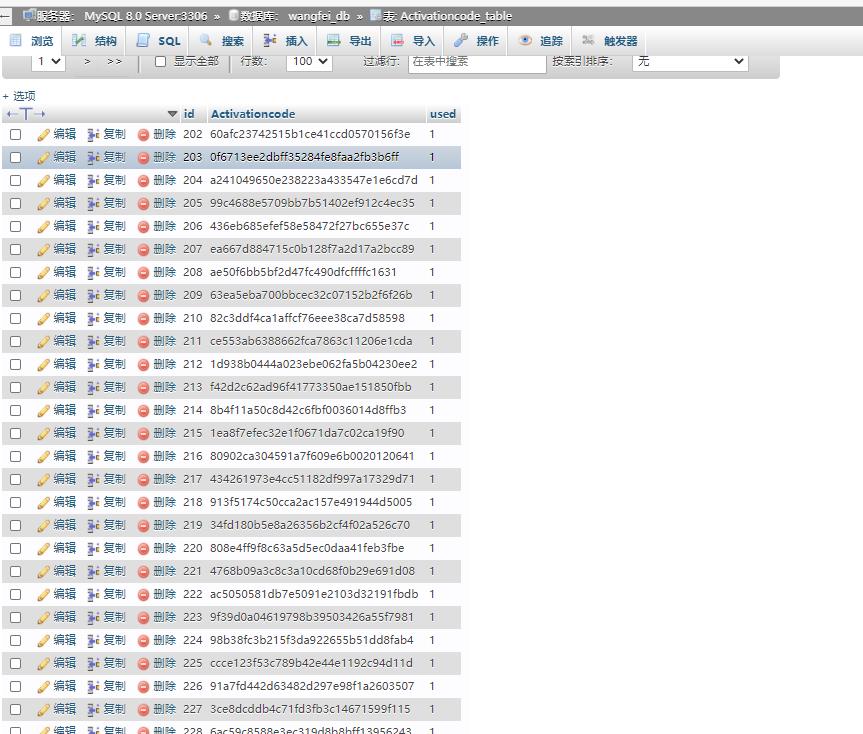 服务器: MySQL 8.0 Server:3306 » 数据库: wangfei_db » 表: Activationcode_table
浏览 结构 SQL 搜索 插入 导出 导入 操作 追踪 触发器
1 > >> 显示全部 行数: 100 过滤行: 在表中搜索 按索引排序: 无
+ 选项
←T→ id Activationcode used
编辑 复制 删除 202 60afc23742515b1ce41ccd0570156f3e 1
编辑 复制 删除 203 0f6713ee2dbff35284fe8faa2fb3b6ff 1
编辑 复制 删除 204 a241049650e238223a433547e1e6cd7d 1
编辑 复制 删除 205 99c4688e5709bb7b51402ef912c4ec35 1
编辑 复制 删除 206 436eb685efef58e58472f27bc655e37c 1
编辑 复制 删除 207 ea667d884715c0b128f7a2d17a2bcc89 1
编辑 复制 删除 208 ae50f6bb5bf2d47fc490dfcffffc1631 1
编辑 复制 删除 209 63ea5eba700bbcec32c07152b2f6f26b 1
编辑 复制 删除 210 82c3ddf4ca1affcf76eee38ca7d58598 1
编辑 复制 删除 211 ce553ab6388662fca7863c11206e1cda 1
编辑 复制 删除 212 1d938b0444a023ebe062fa5b04230ee2 1
编辑 复制 删除 213 f42d2c62ad96f41773350ae151850fbb 1
编辑 复制 删除 214 8b4f11a50c8d42c6fbf0036014d8ffb3 1
编辑 复制 删除 215 1ea8f7efec32e1f0671da7c02ca19f90 1
编辑 复制 删除 216 80902ca304591a7f609e6b0020120641 1
编辑 复制 删除 217 434261973e4cc51182df997a17329d71 1
编辑 复制 删除 218 913f5174c50cca2ac157e491944d5005 1
编辑 复制 删除 219 34fd180b5e8a26356b2cf4f02a526c70 1
编辑 复制 删除 220 808e4ff9f8c63a5d5ec0daa41feb3fbe 1
编辑 复制 删除 221 4768b09a3c8c3a10cd68f0b29e691d08 1
编辑 复制 删除 222 ac5050581db7e5091e2103d32191fbdb 1
编辑 复制 删除 223 9f39d0a04619798b39503426a55f7981 1
编辑 复制 删除 224 98b38fc3b215f3da922655b51dd8fab4 1
编辑 复制 删除 225 ccce123f53c789b42e44e1192c94d11d 1
编辑 复制 删除 226 91a7fd442d63482d297e98f1a2603507 1
编辑 复制 删除 227 3ce8dcddb4c71fd3fb3c14671599f115 1
编辑 复制 删除 228 6ac59c8588e3ec319d8b8bff13956243 1